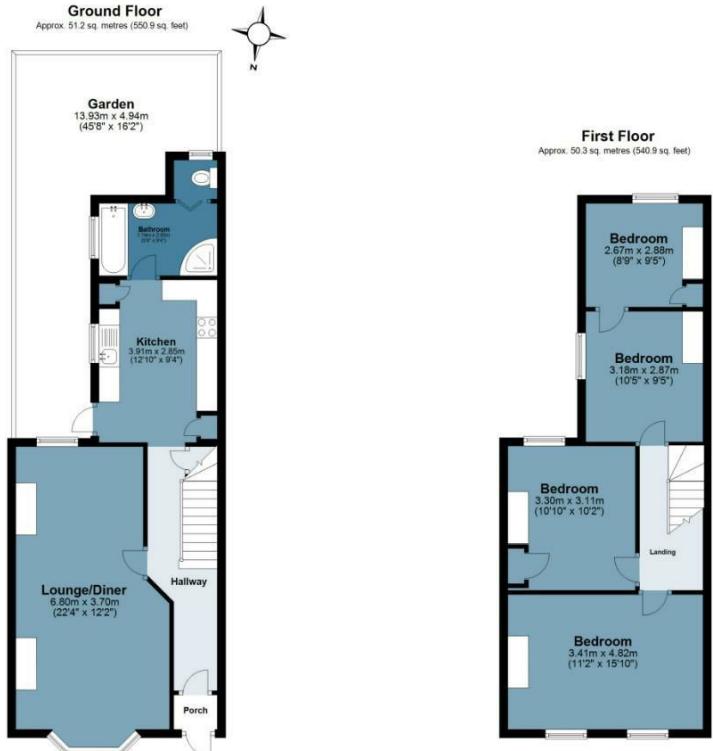 Ground Floor
Approx. 51.2 sq. metres (550.9 sq. feet)
N
Garden
13.93m x 4.94m
(45'8" x 16'2")
Bathroom
Kitchen
3.91m x 2.85m
(12'10" x 9'4")
Lounge/Diner
6.80m x 3.70m
(22'4" x 12'2")
Hallway
Porch
First Floor
Approx. 50.3 sq. metres (540.9 sq. feet)
Bedroom
2.67m x 2.88m
(8'9" x 9'5")
Bedroom
3.18m x 2.87m
(10'5" x 9'5")
Bedroom
3.30m x 3.11m
(10'10" x 10'2")
Landing
Bedroom
3.41m x 4.82m
(11'2" x 15'10")